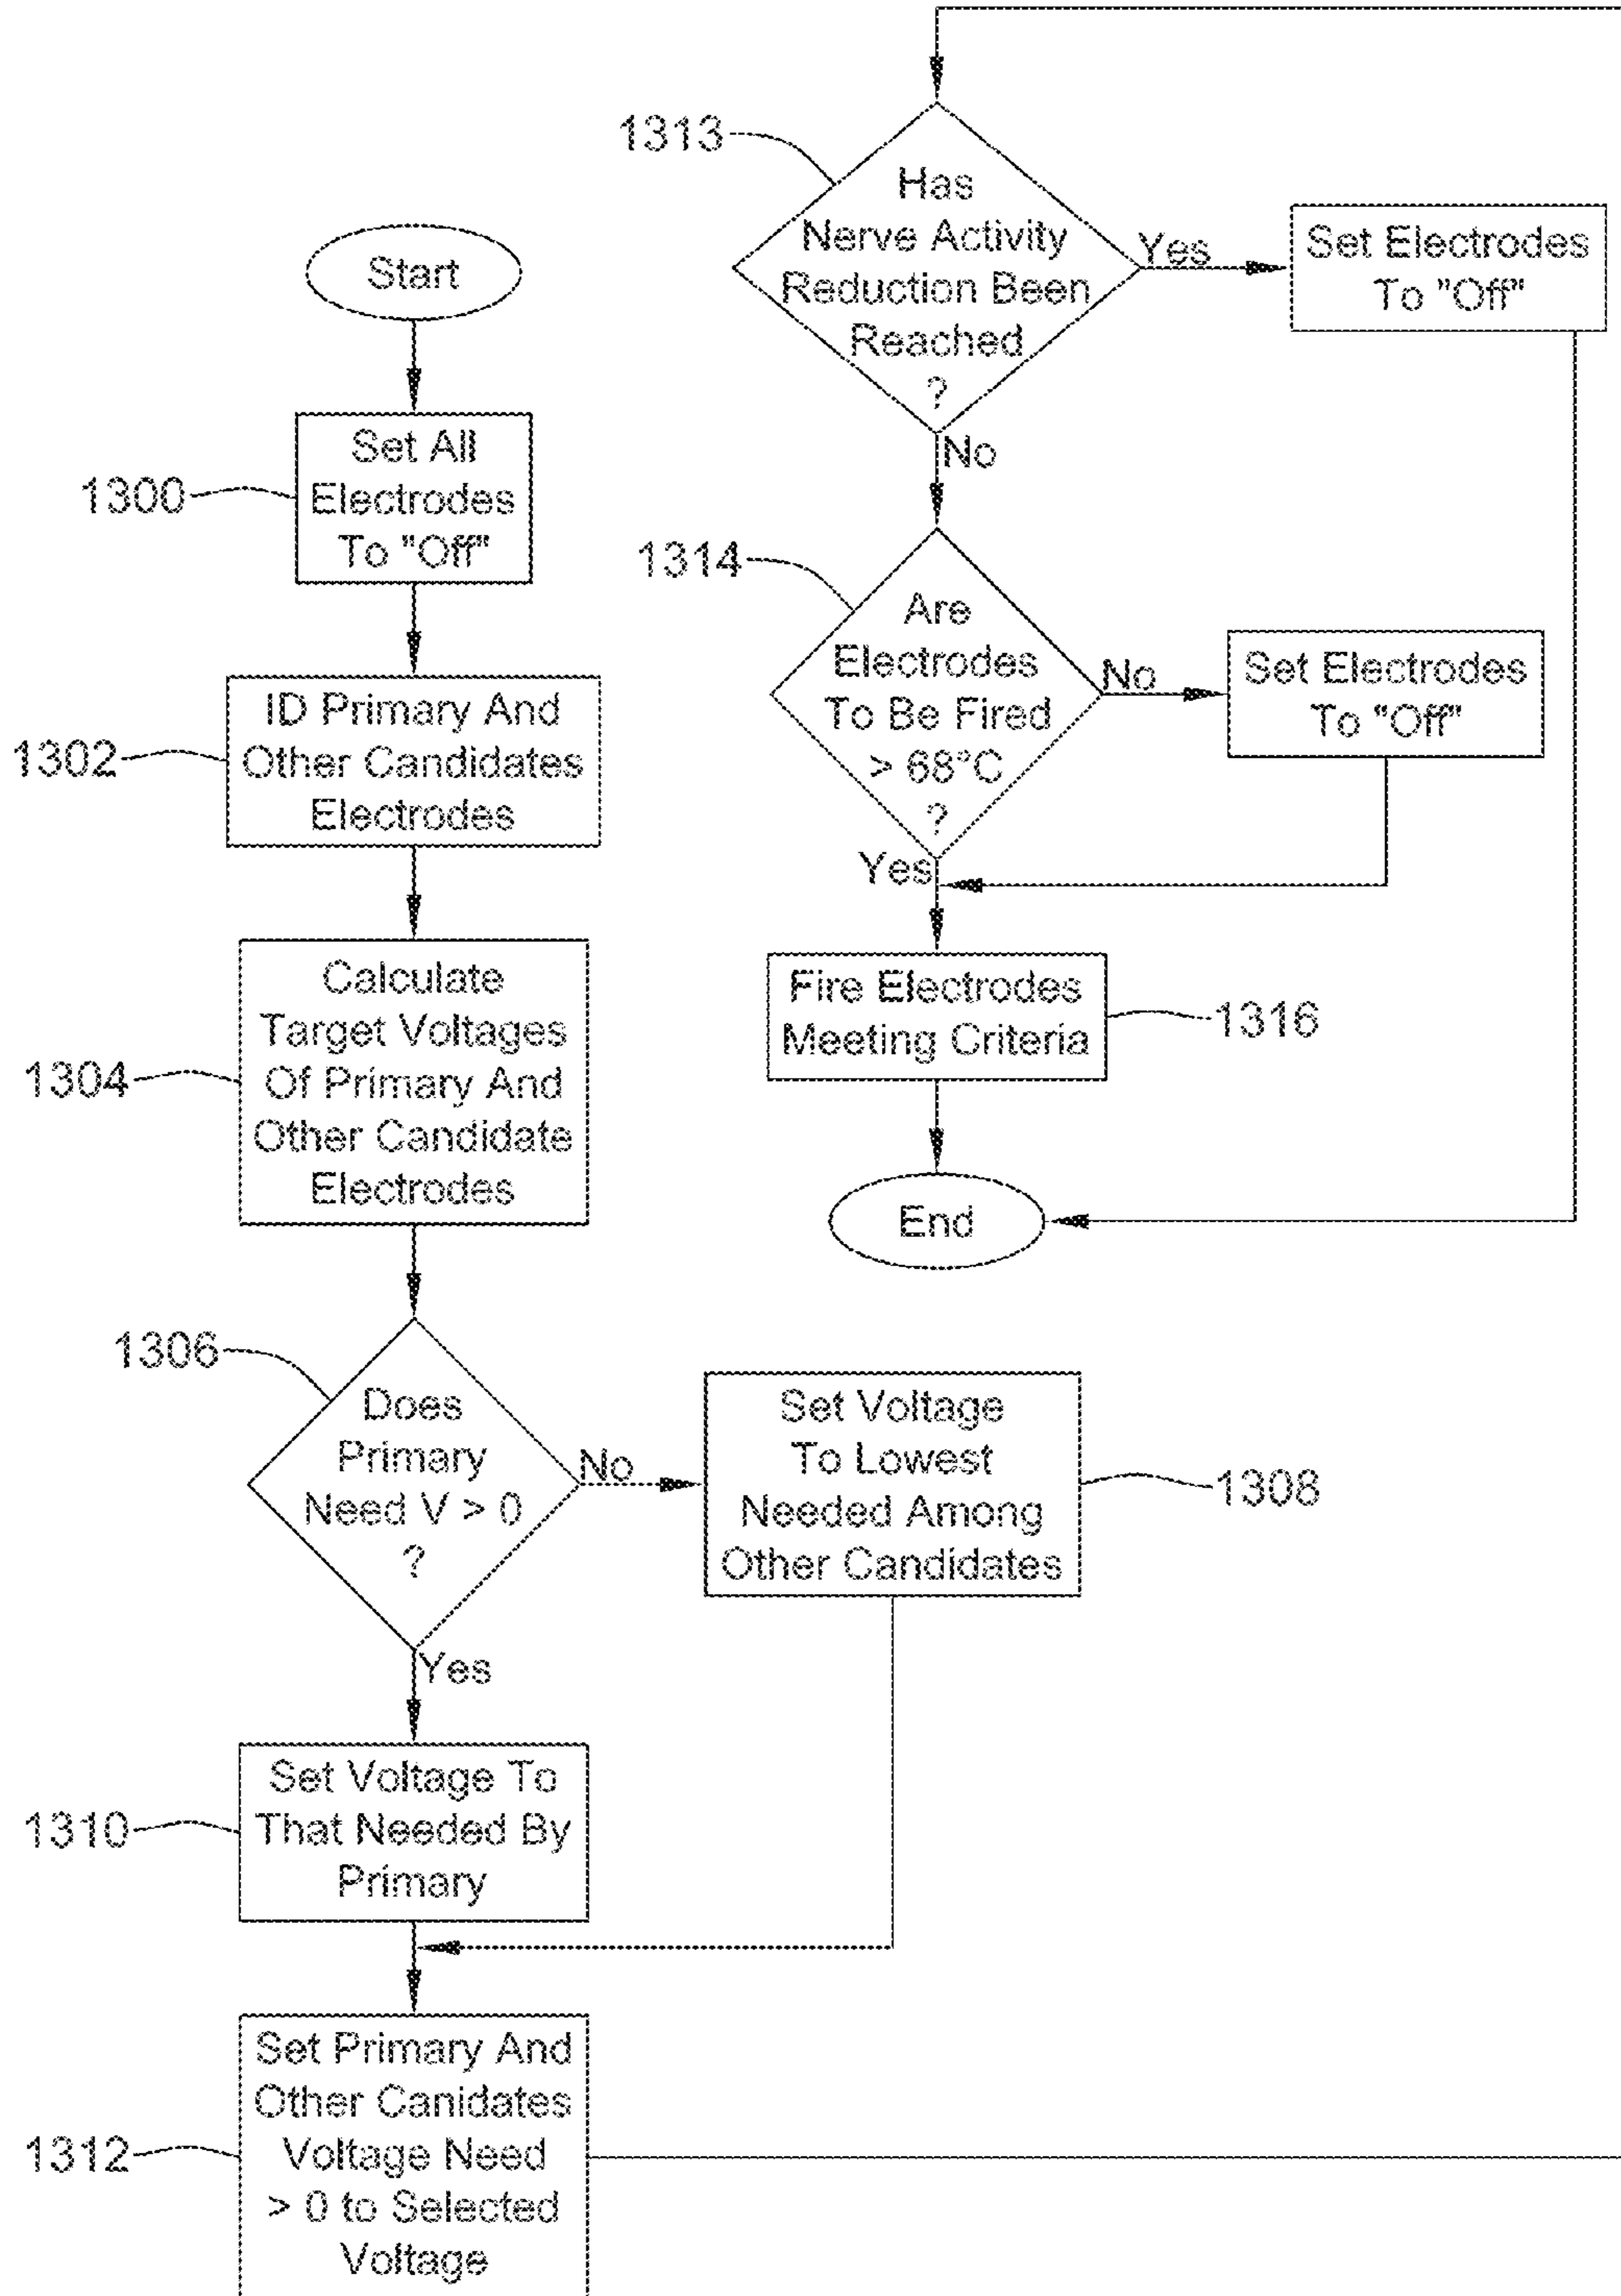 Start
1300
Set All
Electrodes
To "Off"
1302
ID Primary And
Other Candidates
Electrodes
1304
Calculate
Target Voltages
Of Primary And
Other Candidate
Electrodes
1306
Does
Primary
Need V > 0
?
No
Set Voltage
To Lowest
Needed Among
Other Candidates
1308
Yes
1310
Set Voltage To
That Needed By
Primary
1312
Set Primary And
Other Canidates
Voltage Need
> 0 to Selected
Voltage
1313
Has
Nerve Activity
Reduction Been
Reached
?
Yes
Set Electrodes
To "Off"
No
1314
Are
Electrodes
To Be Fired
> 68°C
?
No
Set Electrodes
To "Off"
Yes
Fire Electrodes
Meeting Criteria
1316
End